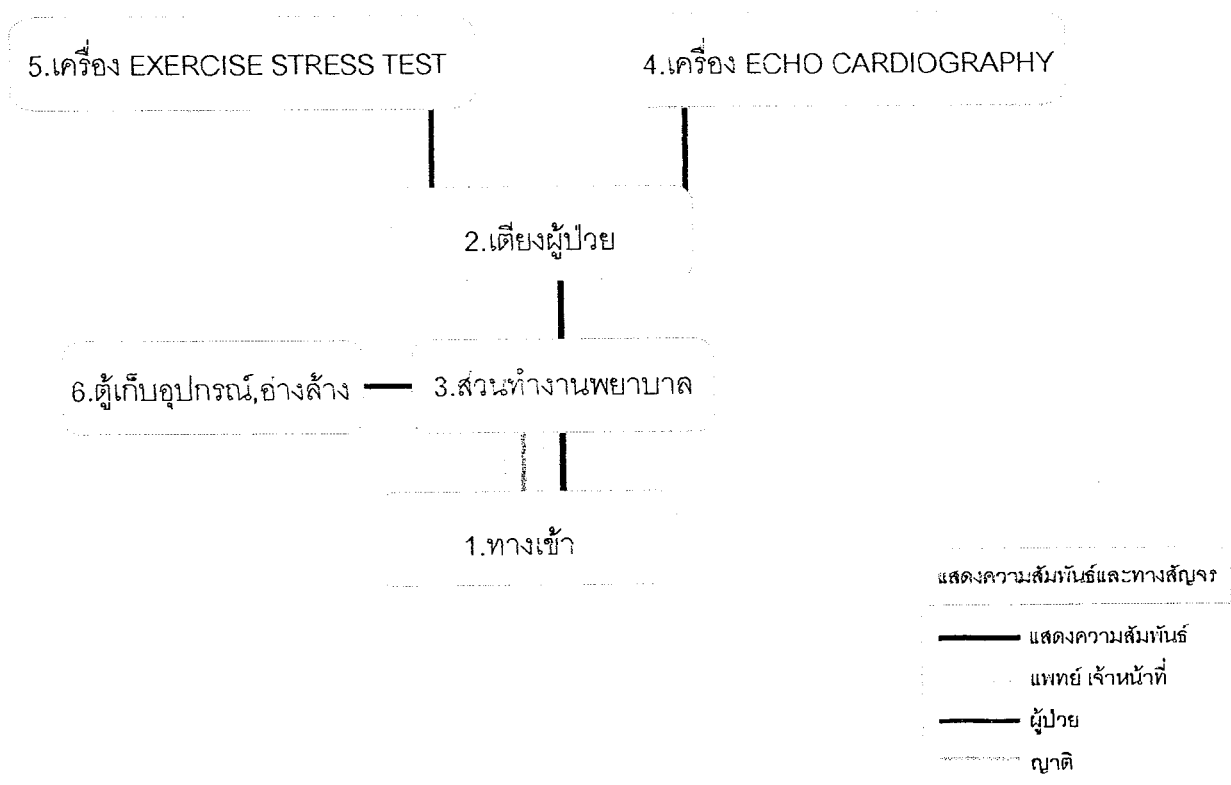 5.เครื่อง EXERCISE STRESS TEST
4.เครื่อง ECHO CARDIOGRAPHY
2.เตียงผู้ป่วย
6.ตู้เก็บอุปกรณ์,อ่างล้าง
3.ส่วนทำงานพยาบาล
1.ทางเข้า
แสดงความสัมพันธ์และทางสัญจร
แสดงความสัมพันธ์
แพทย์ เจ้าหน้าที่
ผู้ป่วย
ญาติ